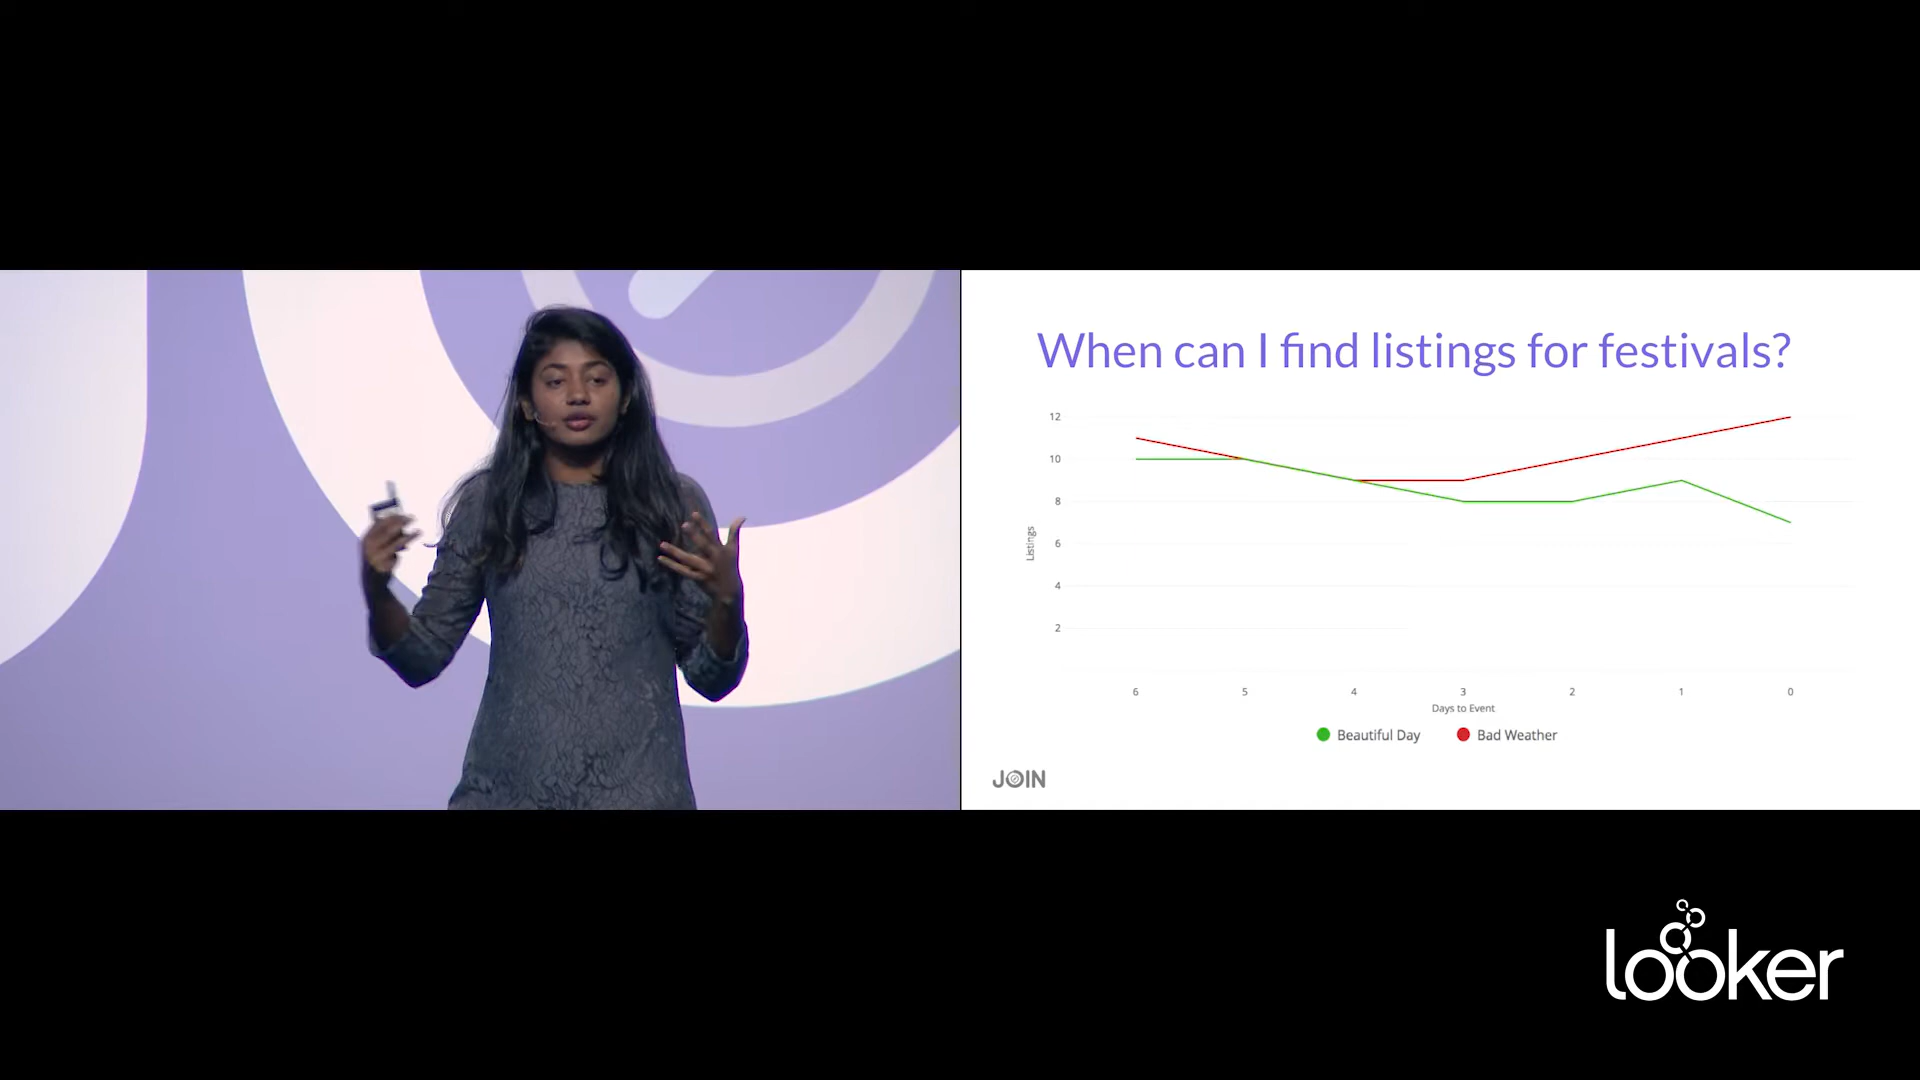 When can I find listings for festivals?
12
10
8
6
4
2
Listings
6 5 4 3 2 1 0
Days to Event
Beautiful Day Bad Weather
JOIN
looker